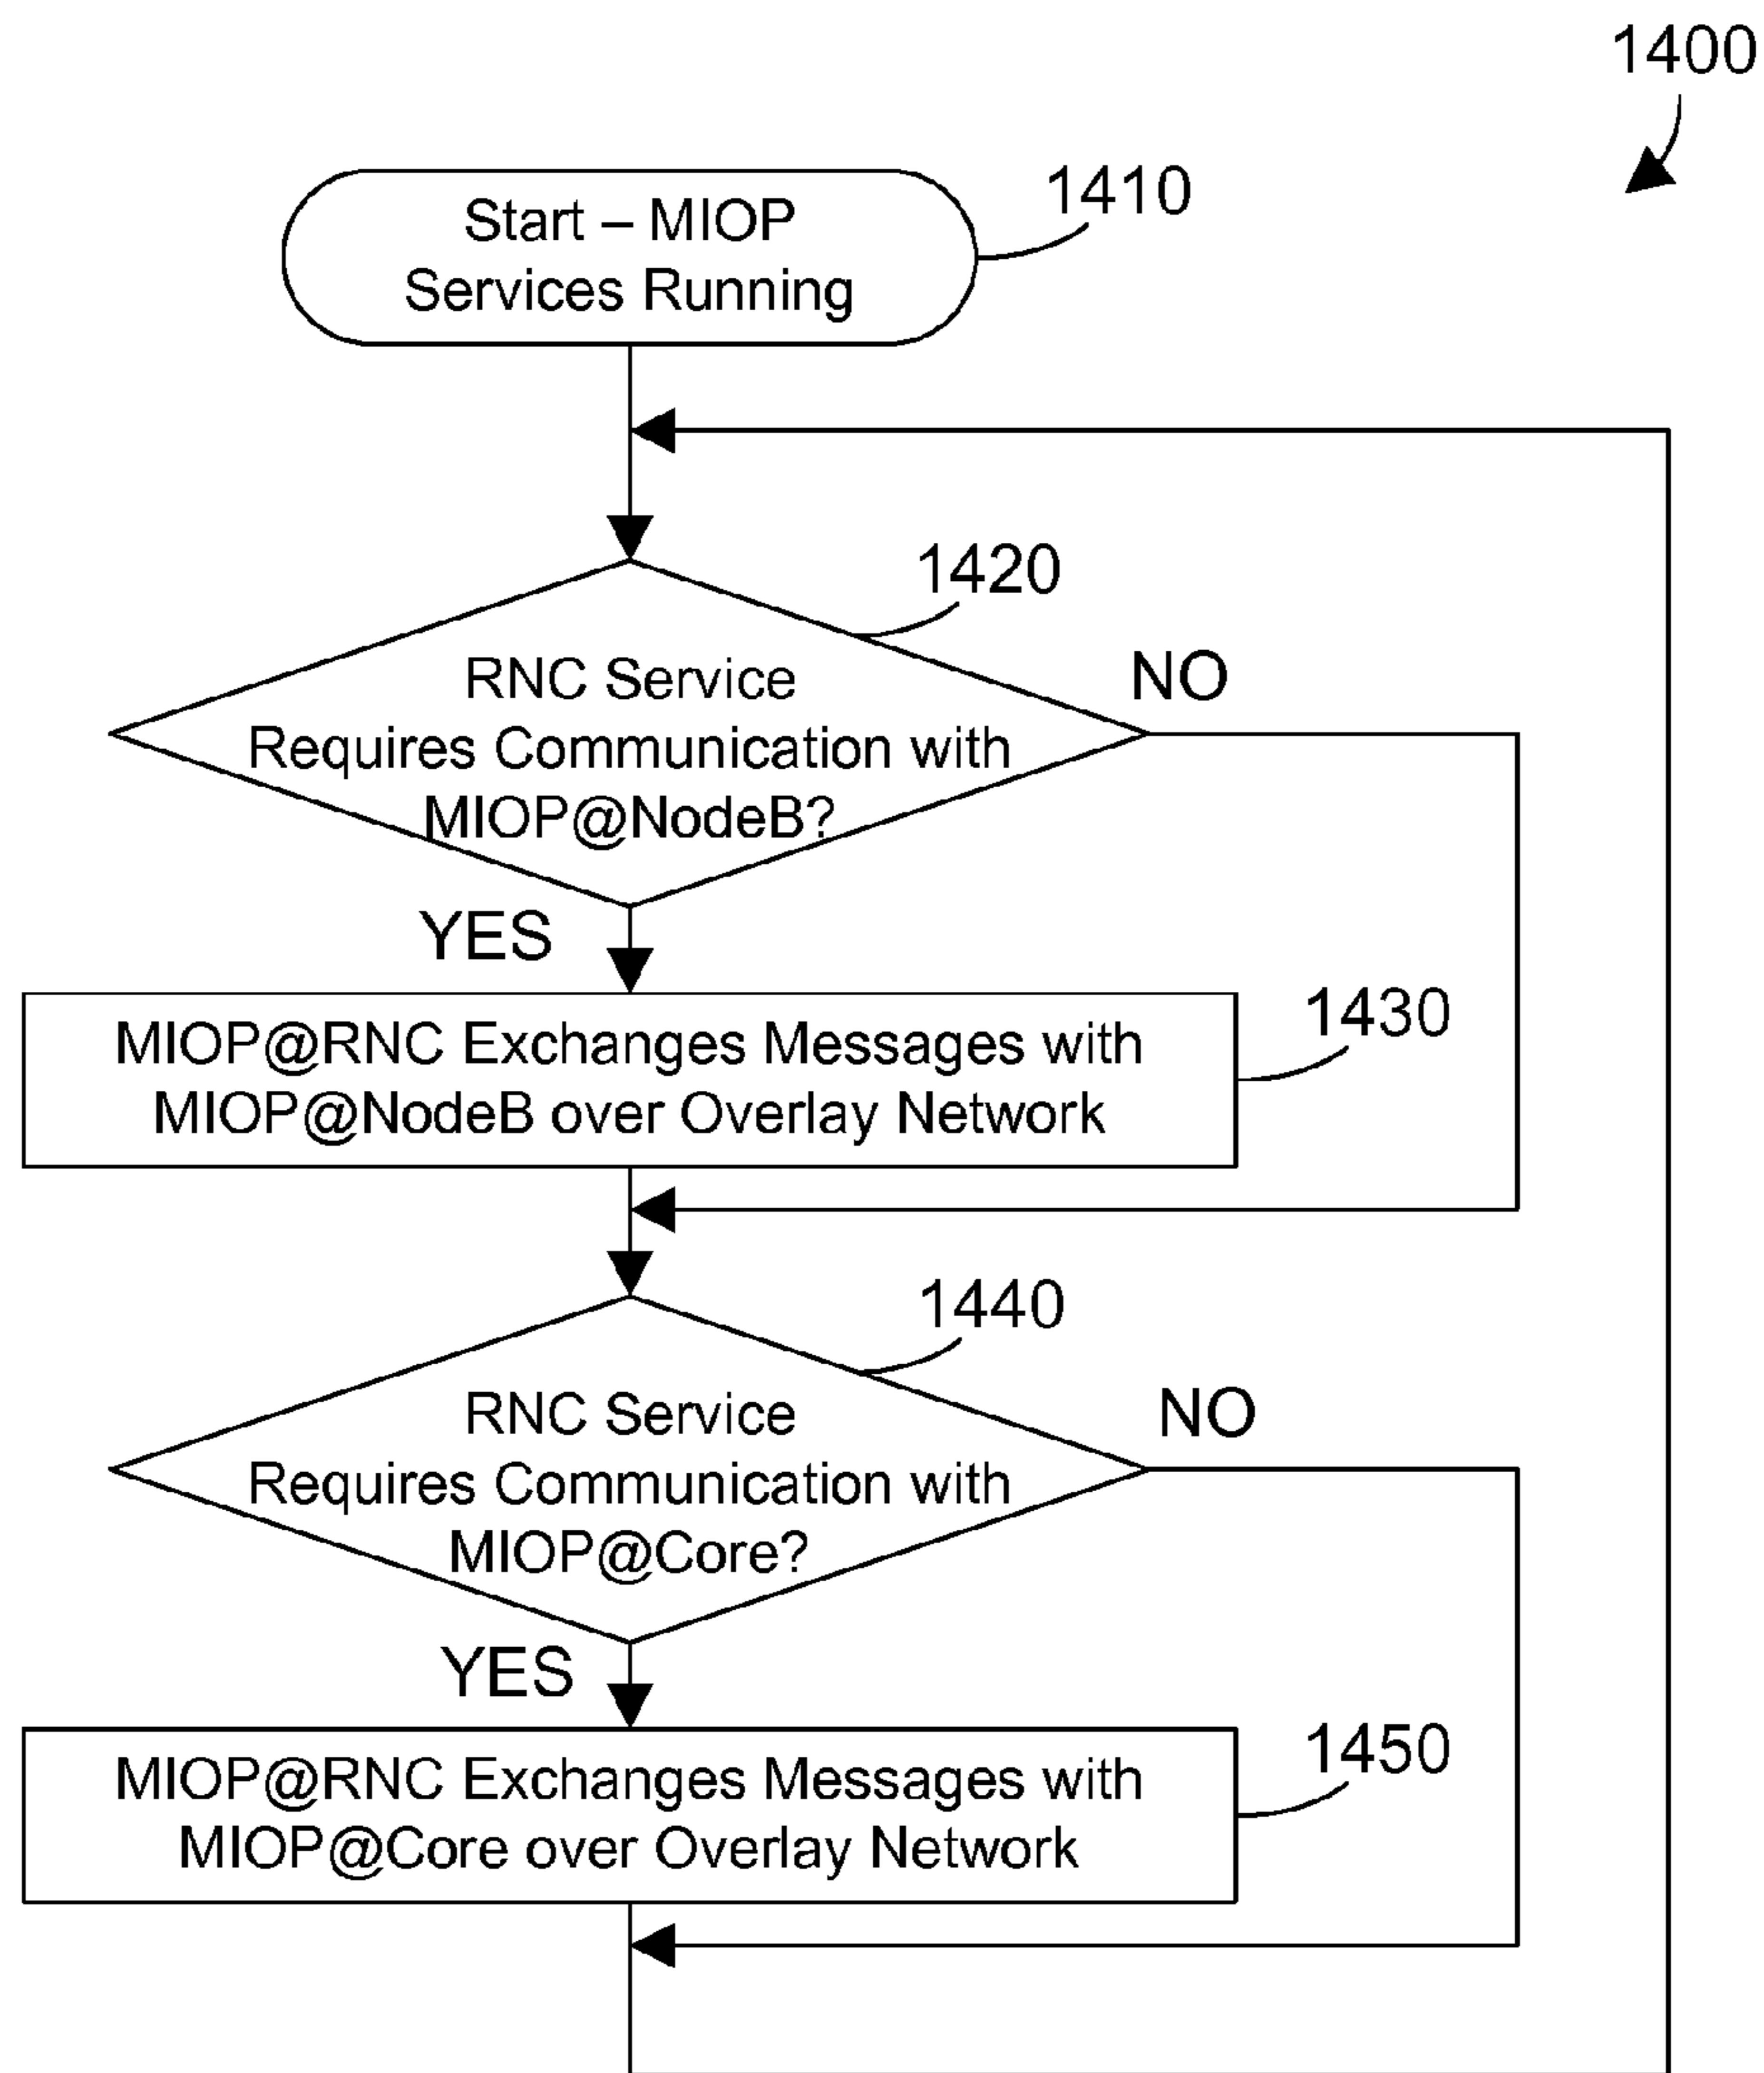 1400
Start – MIOP
Services Running
1410
1420
RNC Service
Requires Communication with
MIOP@NodeB?
NO
YES
MIOP@RNC Exchanges Messages with
MIOP@NodeB over Overlay Network
1430
1440
RNC Service
Requires Communication with
MIOP@Core?
NO
YES
MIOP@RNC Exchanges Messages with
MIOP@Core over Overlay Network
1450